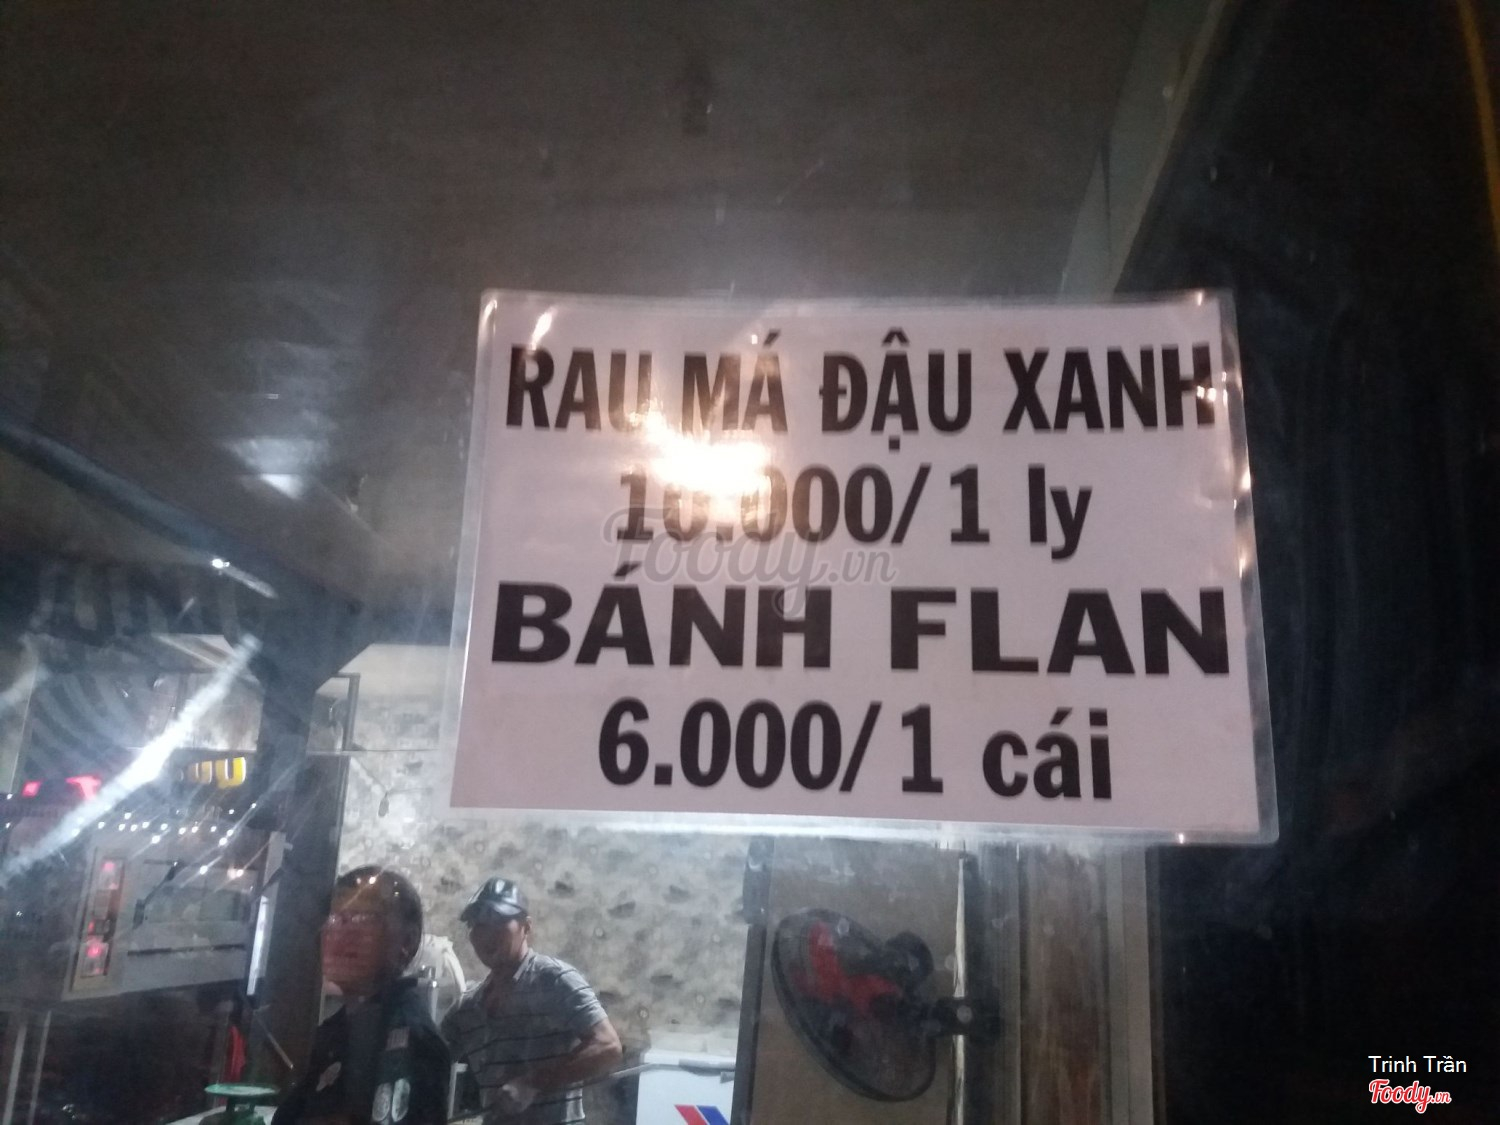 RAU MÁ ĐẬU XANH
10.000/1 ly
BÁNH FLAN
6.000/1 cái
Foody.vn
Trinh Trần
Foody.vn